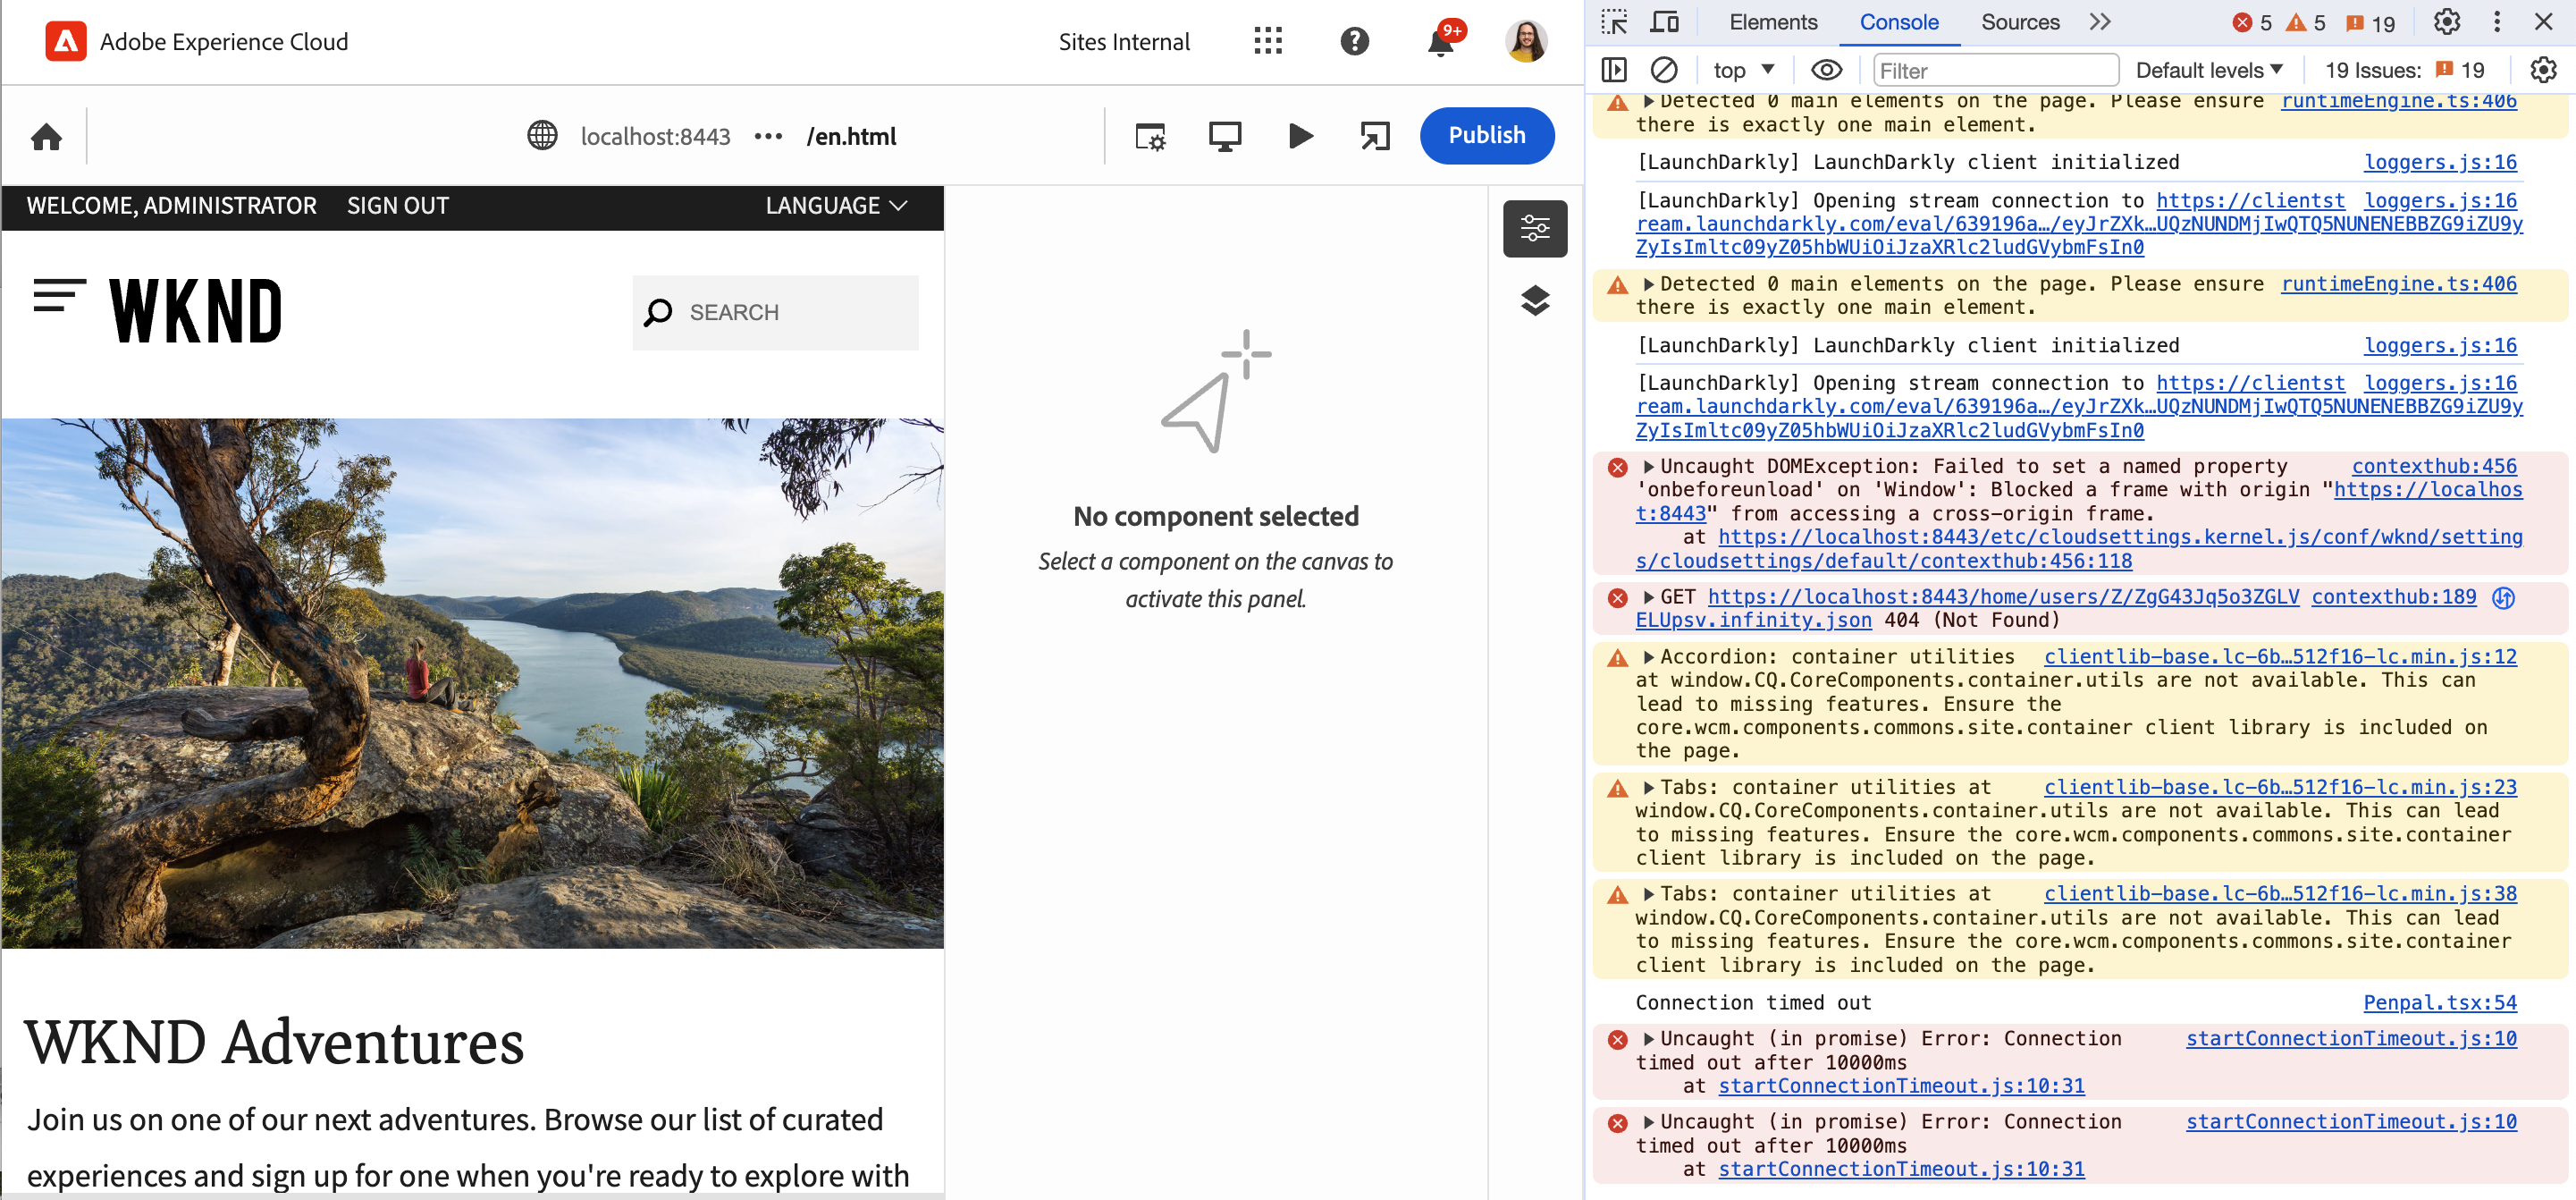 Adobe Experience Cloud
Sites Internal
9+
localhost:8443 ••• /en.html
Publish
WELCOME, ADMINISTRATOR SIGN OUT LANGUAGE
WKND
SEARCH
WKND Adventures
Join us on one of our next adventures. Browse our list of curated
experiences and sign up for one when you're ready to explore with
No component selected
Select a component on the canvas to
activate this panel.
Elements Console Sources 5 5 19
top Filter Default levels 19 Issues: 19
Detected 0 main elements on the page. Please ensure runtimeEngine.ts:406
there is exactly one main element.
[LaunchDarkly] LaunchDarkly client initialized loggers.js:16
[LaunchDarkly] Opening stream connection to https://clientst loggers.js:16
ream.launchdarkly.com/eval/639196a…/eyJrZXk…UQzNUNDMjIwQTQ5NUNENEBBZG9iZU9y
ZyIsImltc09yZ05hbWUiOiJzaXRlc2ludGVybmFsIn0
Detected 0 main elements on the page. Please ensure runtimeEngine.ts:406
there is exactly one main element.
[LaunchDarkly] LaunchDarkly client initialized loggers.js:16
[LaunchDarkly] Opening stream connection to https://clientst loggers.js:16
ream.launchdarkly.com/eval/639196a…/eyJrZXk…UQzNUNDMjIwQTQ5NUNENEBBZG9iZU9y
ZyIsImltc09yZ05hbWUiOiJzaXRlc2ludGVybmFsIn0
Uncaught DOMException: Failed to set a named property contexthub:456
'onbeforeunload' on 'Window': Blocked a frame with origin "https://localhos
t:8443" from accessing a cross-origin frame.
at https://localhost:8443/etc/cloudsettings.kernel.js/conf/wknd/setting
s/cloudsettings/default/contexthub:456:118
GET https://localhost:8443/home/users/Z/ZgG43Jq5o3ZGLV contexthub:189
ELUpsv.infinity.json 404 (Not Found)
Accordion: container utilities clientlib-base.lc-6b…512f16-lc.min.js:12
at window.CQ.CoreComponents.container.utils are not available. This can
lead to missing features. Ensure the
core.wcm.components.commons.site.container client library is included on
the page.
Tabs: container utilities at clientlib-base.lc-6b…512f16-lc.min.js:23
window.CQ.CoreComponents.container.utils are not available. This can lead
to missing features. Ensure the core.wcm.components.commons.site.container
client library is included on the page.
Tabs: container utilities at clientlib-base.lc-6b…512f16-lc.min.js:38
window.CQ.CoreComponents.container.utils are not available. This can lead
to missing features. Ensure the core.wcm.components.commons.site.container
client library is included on the page.
Connection timed out Penpal.tsx:54
Uncaught (in promise) Error: Connection startConnectionTimeout.js:10
timed out after 10000ms
at startConnectionTimeout.js:10:31
Uncaught (in promise) Error: Connection startConnectionTimeout.js:10
timed out after 10000ms
at startConnectionTimeout.js:10:31